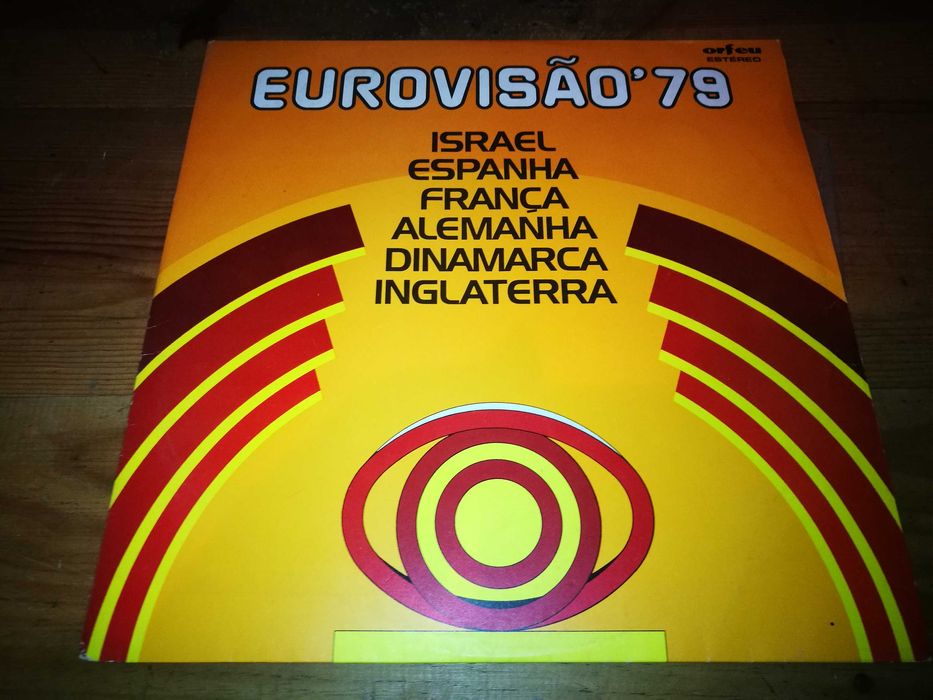 orfeu
ESTÉREO
EUROVISÃO'79
ISRAEL
ESPANHA
FRANÇA
ALEMANHA
DINAMARCA
INGLATERRA